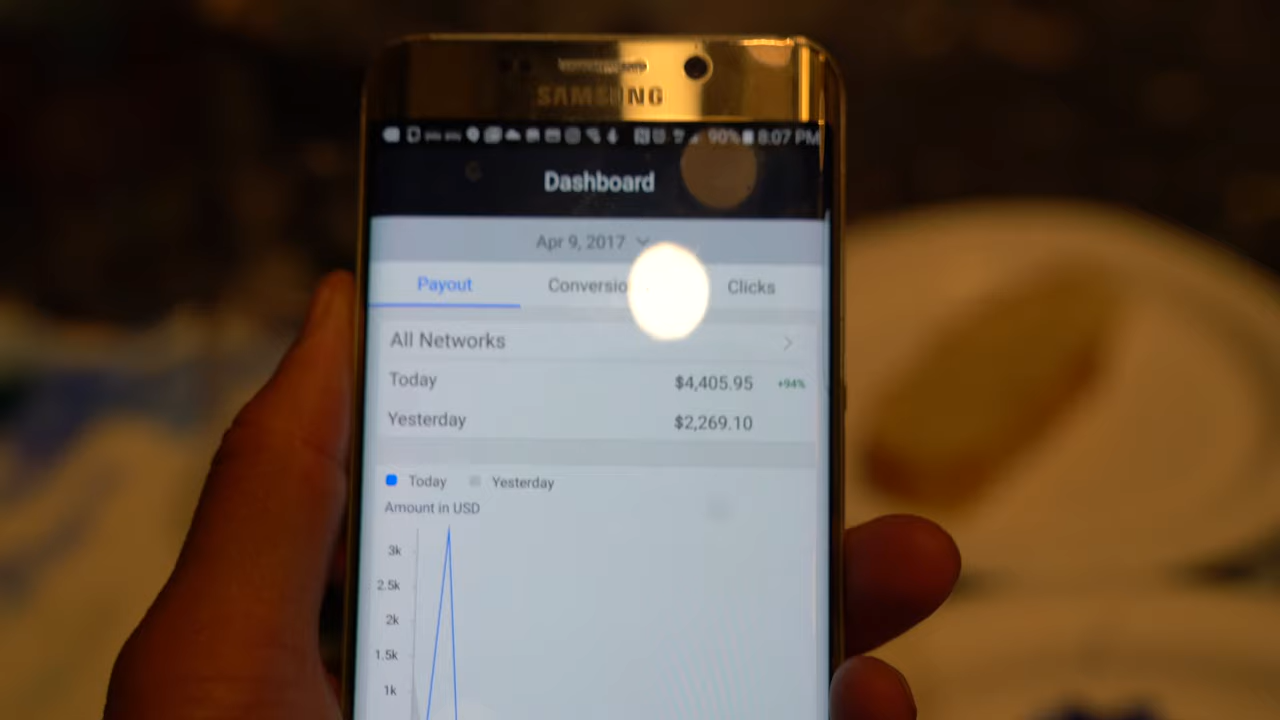 SAMSUNG
90% 8:07 PM
Dashboard
Apr 9, 2017
Payout Conversio Clicks
All Networks
Today $4,405.95 +94%
Yesterday $2,269.10
Today Yesterday
Amount in USD
3k
2.5k
2k
1.5k
1k